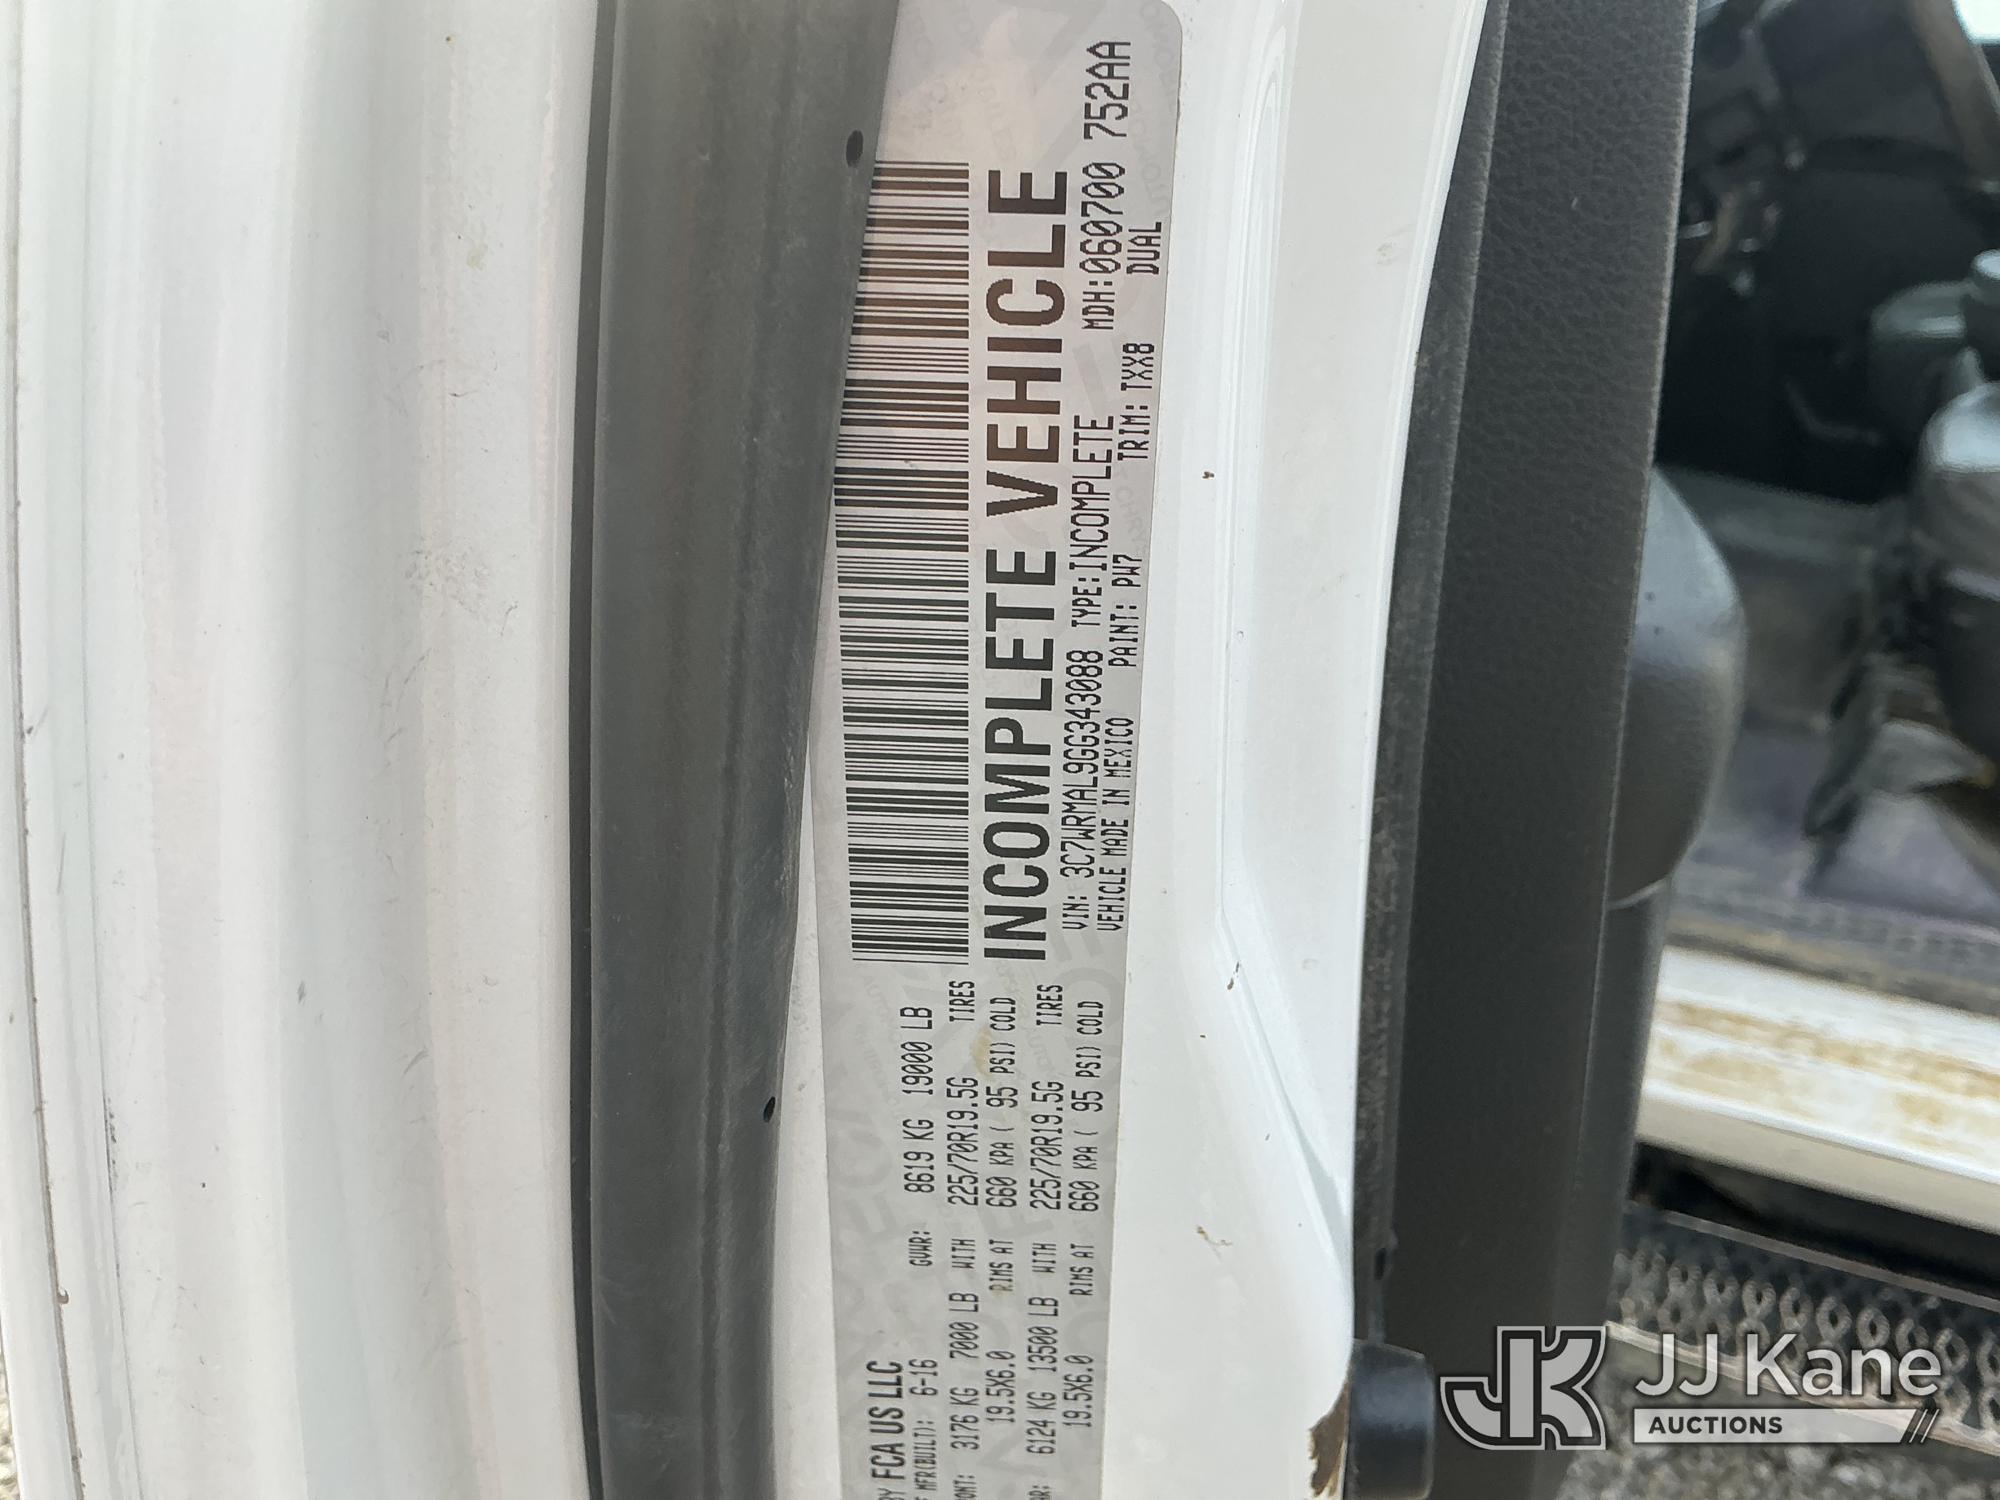 FCA US LLC
MFR(BUILT): 6-16 GVWR: 8619 KG 19000 LB
3176 KG 7000 LB WITH 225/70R19.5G TIRES
19.5X6.0 RIMS AT 660 KPA ( 95 PSI) COLD
6124 KG 13500 LB WITH 225/70R19.5G TIRES
19.5X6.0 RIMS AT 660 KPA ( 95 PSI) COLD
INCOMPLETE VEHICLE
VIN: 3C7WRMAL9GG343088 TYPE:INCOMPLETE MDH:060700 752AA
VEHICLE MADE IN MEXICO PAINT: PW7 TRIM: TXX8 DUAL
JK JJ Kane
AUCTIONS